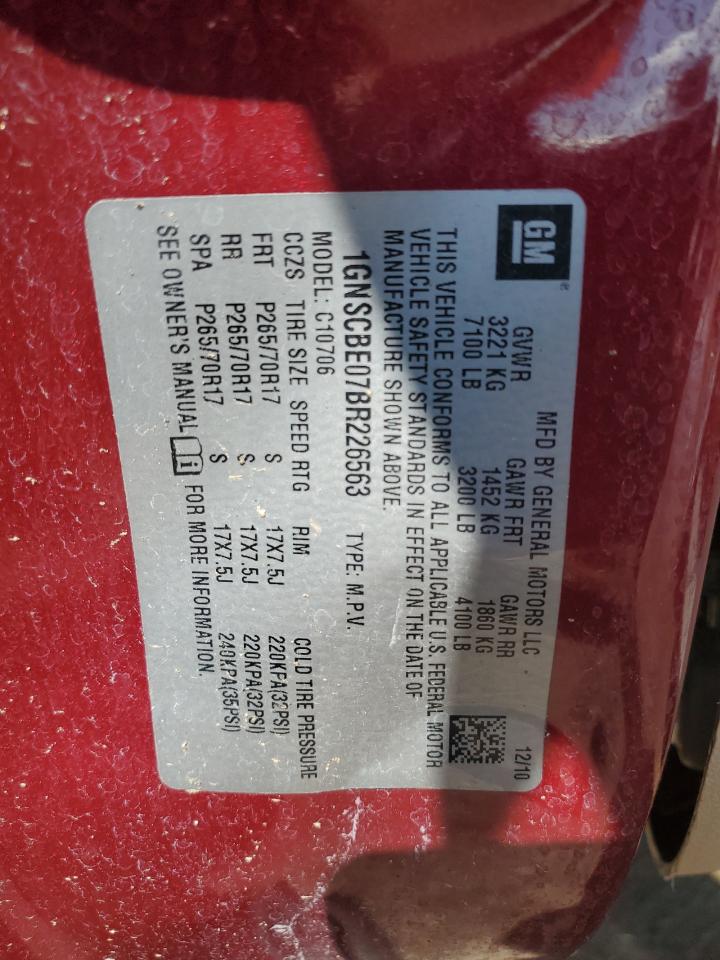 GM ®
MFD BY GENERAL MOTORS LLC 12/10
GVWR GAWR FRT GAWR RR
3221 KG 1452 KG 1860 KG
7100 LB 3200 LB 4100 LB
THIS VEHICLE CONFORMS TO ALL APPLICABLE U.S. FEDERAL MOTOR
VEHICLE SAFETY STANDARDS IN EFFECT ON THE DATE OF
MANUFACTURE SHOWN ABOVE.
1GNSCBE07BR226563 TYPE: M.P.V.
MODEL: C10706
CCZS TIRE SIZE SPEED RTG RIM COLD TIRE PRESSURE
FRT P265/70R17 S 17X7.5J 220KPA(32PSI)
RR P265/70R17 S 17X7.5J 220KPA(32PSI)
SPA P265/70R17 S 17X7.5J 240KPA(35PSI)
SEE OWNER'S MANUAL FOR MORE INFORMATION.